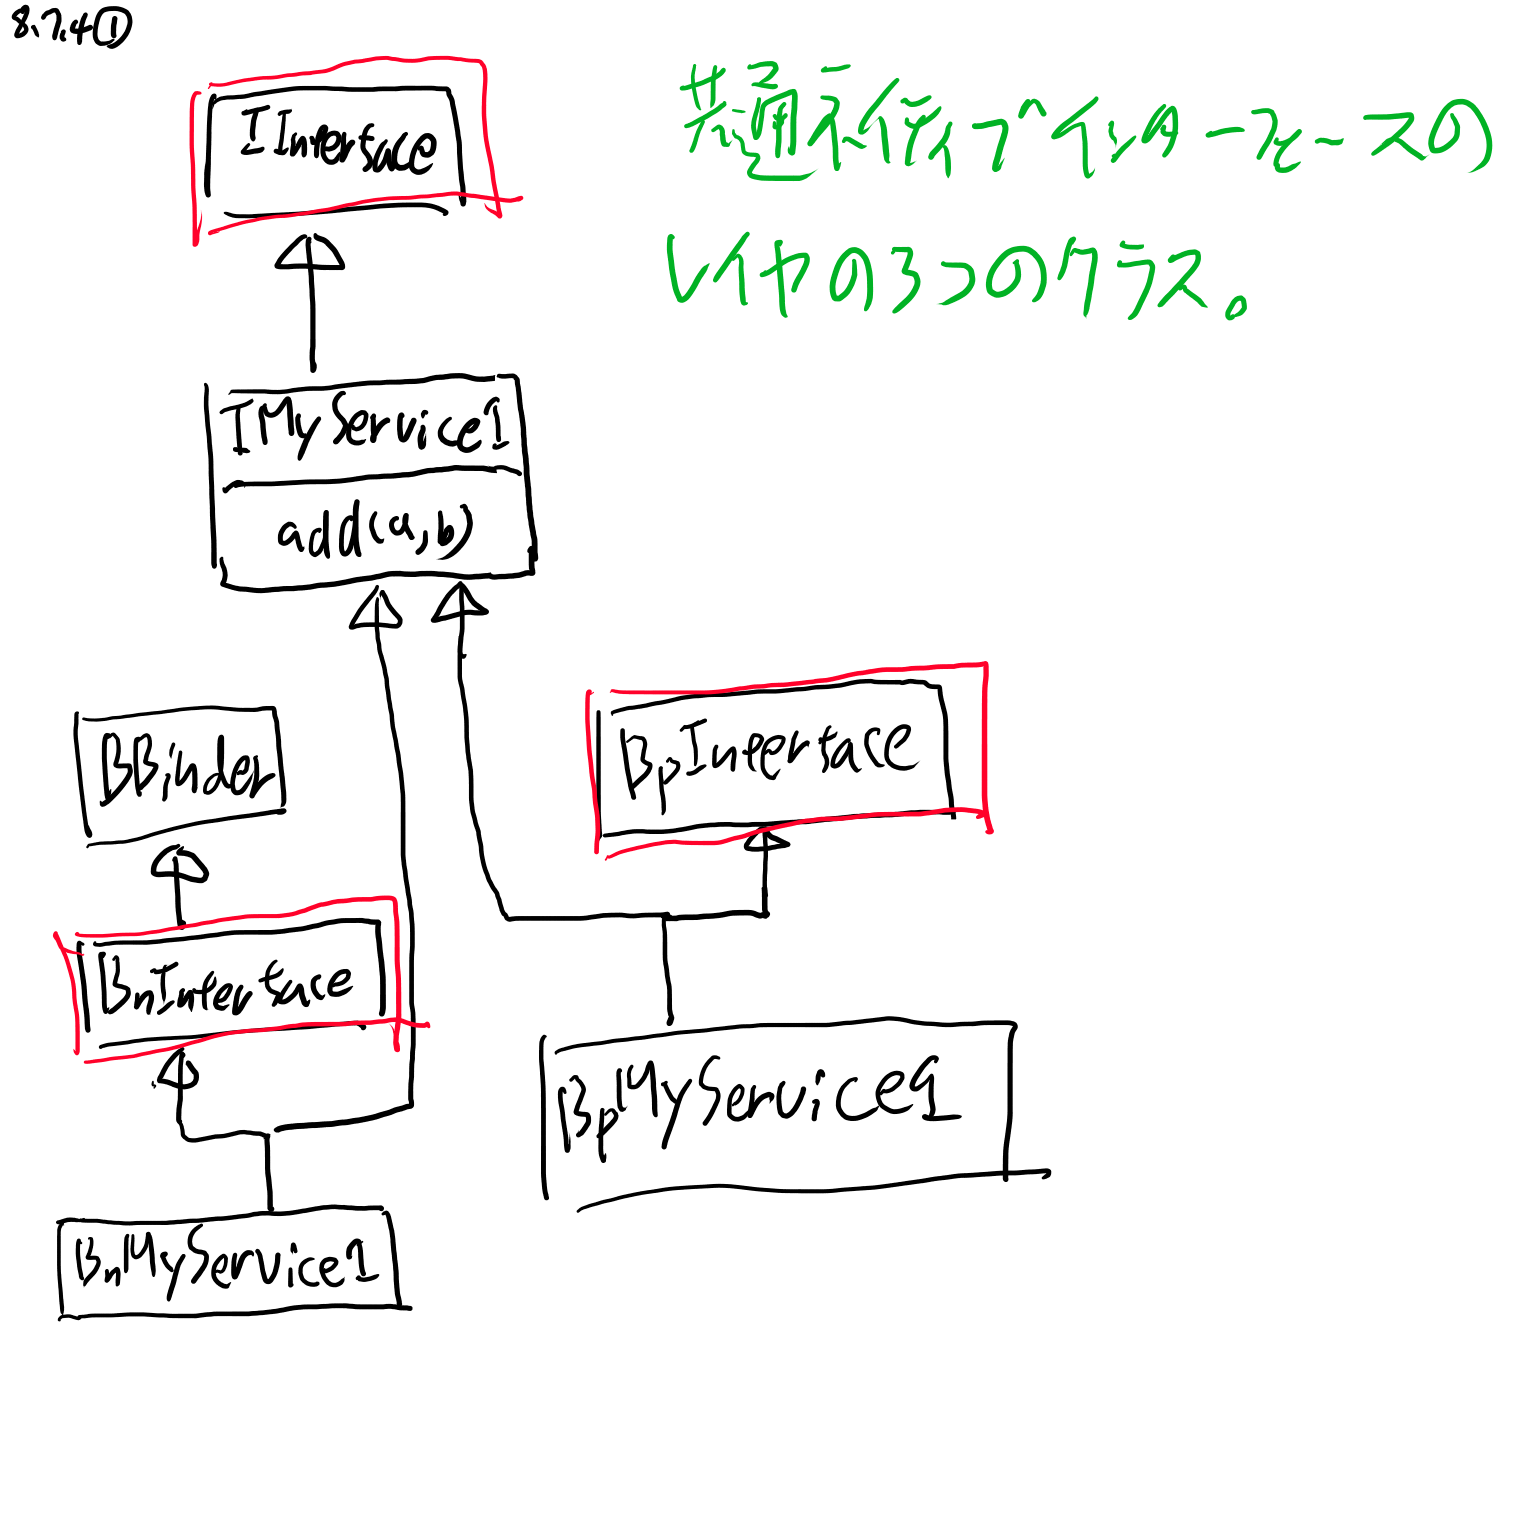 8.7.4①
IInterface
共通ネイティブインターフェースの
レイヤの3つのクラス。
IMyService1
add(a,b)
BBinder
BpInterface
BnInterface
BpMyService1
BnMyService1